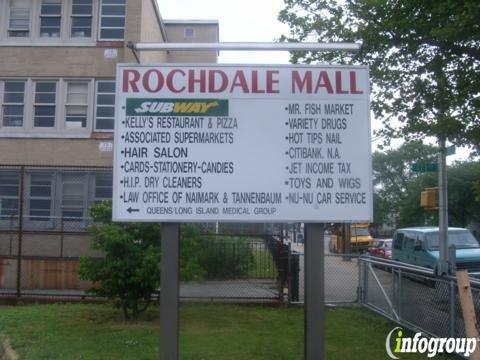 ROCHDALE MALL
• SUBWAY
• KELLY'S RESTAURANT & PIZZA
• ASSOCIATED SUPERMARKETS
• HAIR SALON
• CARDS-STATIONERY-CANDIES
• H.I.P. DRY CLEANERS
• LAW OFFICE OF NAIMARK & TANNENBAUM
← QUEENS/LONG ISLAND MEDICAL GROUP
• MR. FISH MARKET
• VARIETY DRUGS
• HOT TIPS NAIL
• CITIBANK, N.A.
• JET INCOME TAX
• TOYS AND WIGS
• NU-NU CAR SERVICE
infogroup